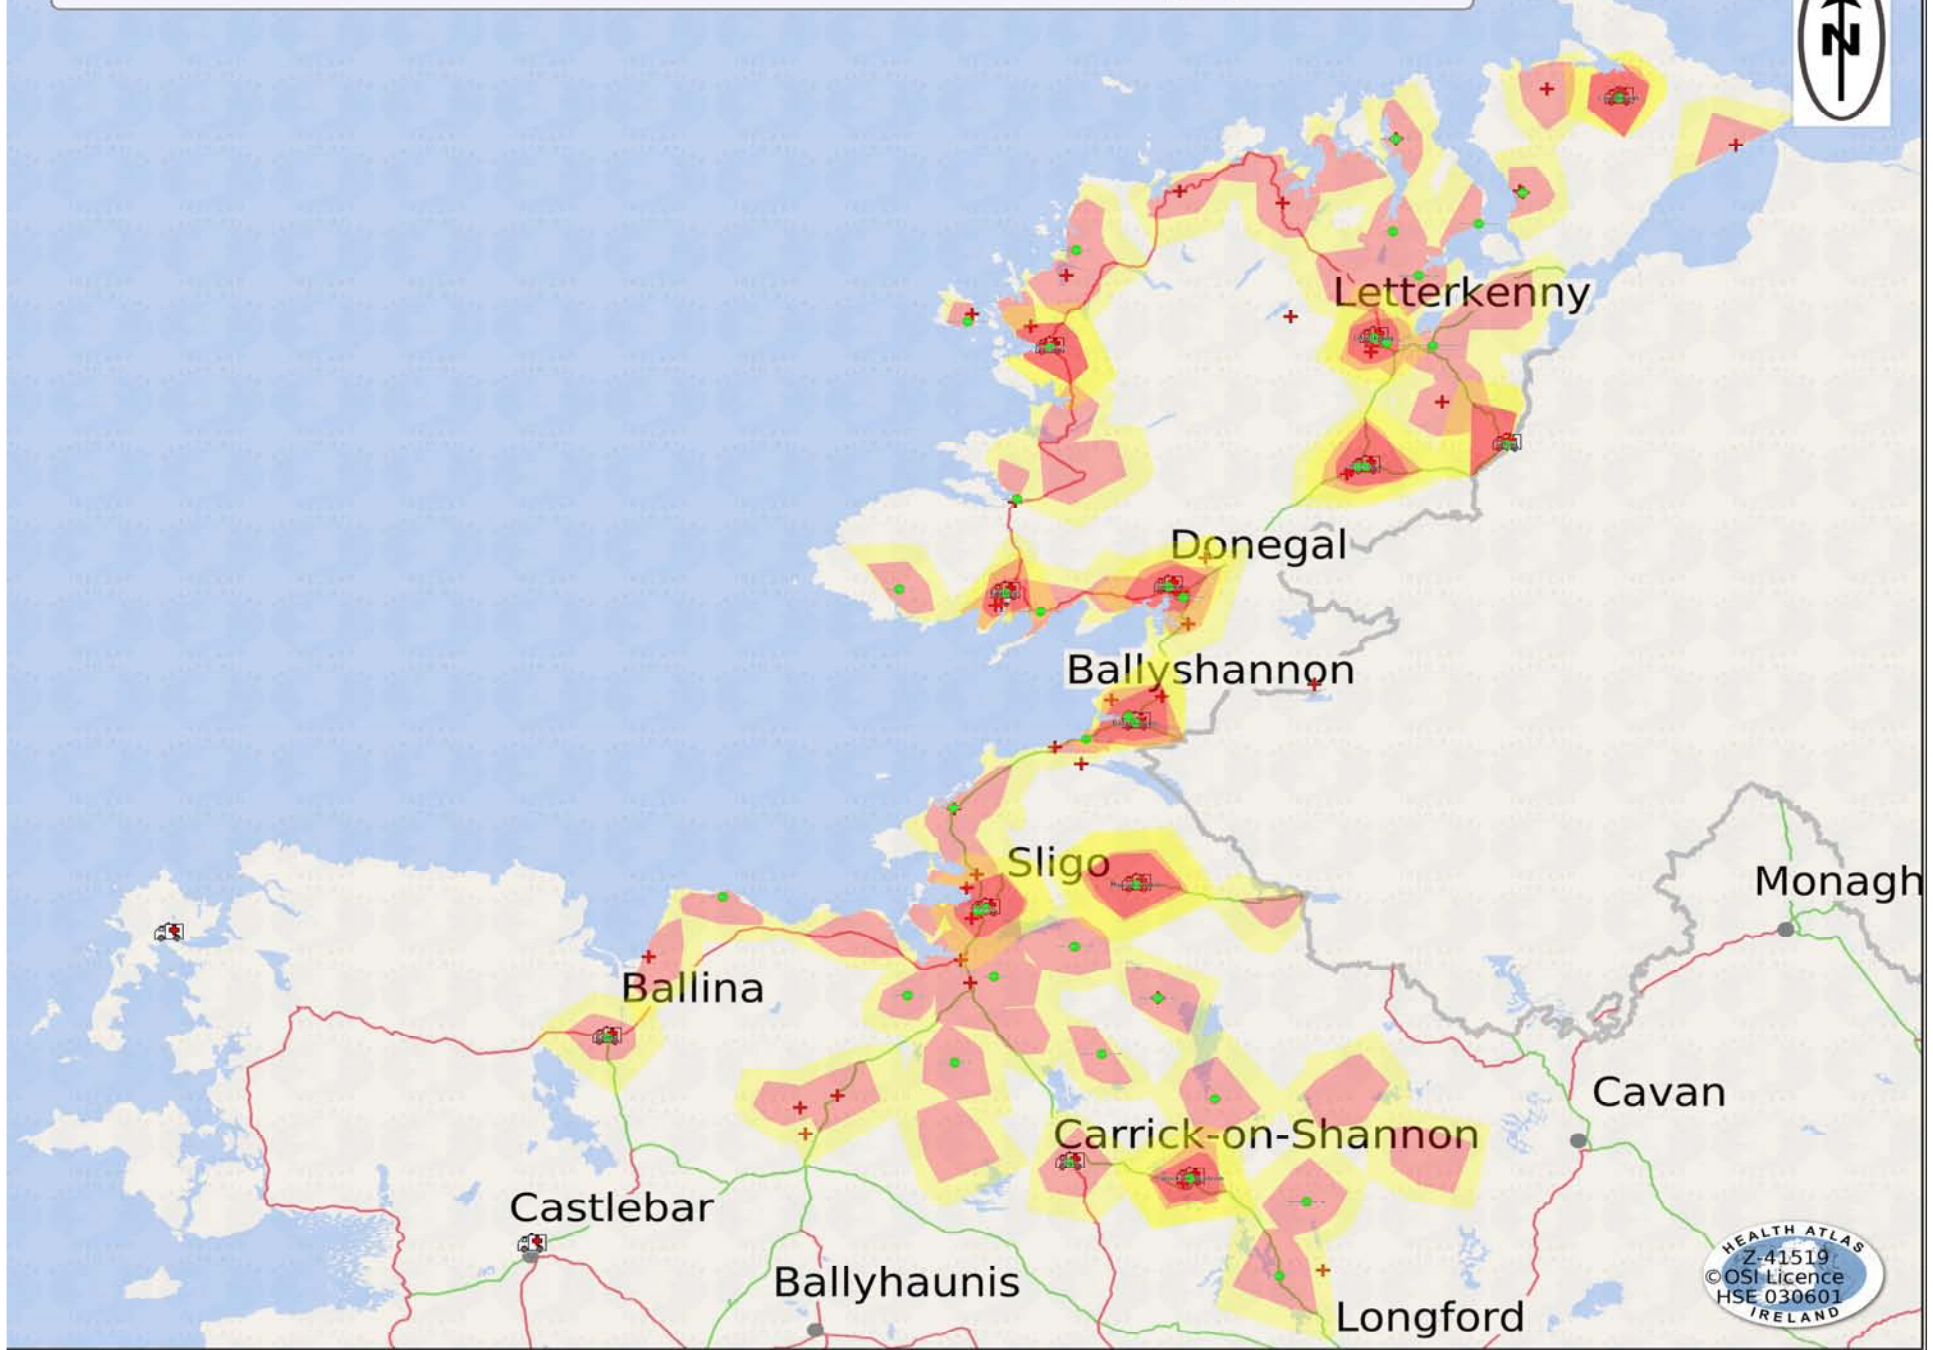 N
Letterkenny
Donegal
Ballyshannon
Sligo
Monagh
Ballina
Cavan
Carrick-on-Shannon
Castlebar
Ballyhaunis
Longford
HEALTH ATLAS
Z-41519
©OSI Licence
HSE 030601
IRELAND